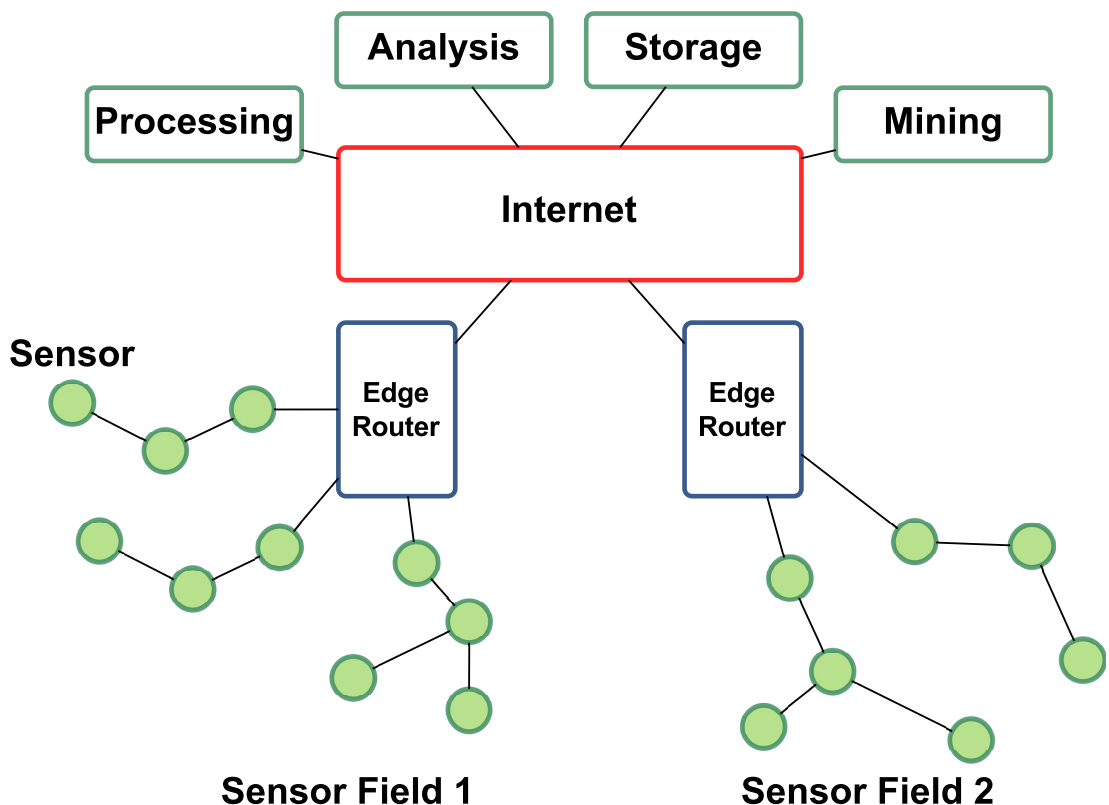 Analysis
Storage
Processing
Mining
Internet
Sensor
Edge
Router
Edge
Router
Sensor Field 1
Sensor Field 2